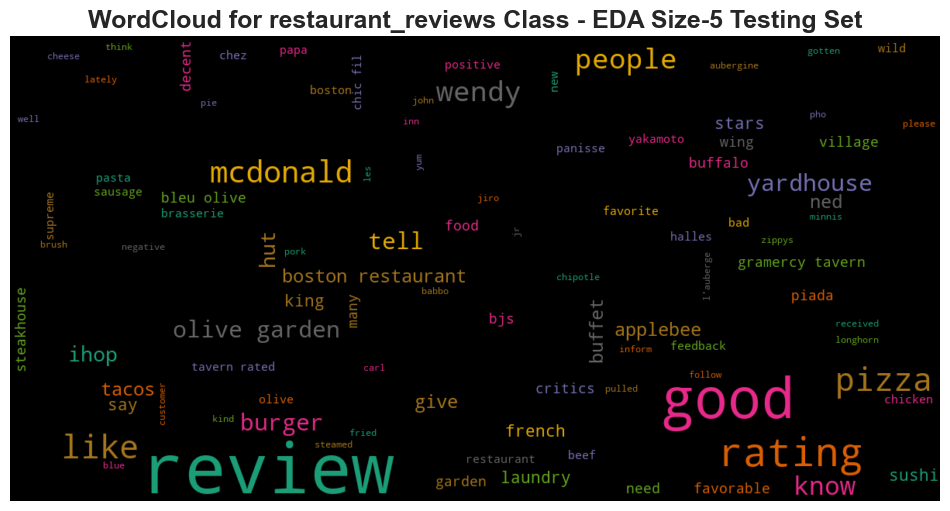 WordCloud for restaurant_reviews Class - EDA Size-5 Testing Set
think
cheese
decent
chez
papa
positive
people
gotten
wild
aubergine
lately
pie
boston
chic fil
john
wendy
new
well
inn
stars
pho
please
wing
village
yakamoto
panisse
buffalo
yum
les
mcdonald
pasta
sausage
bleu olive
brasserie
supreme
jiro
yardhouse
ned
minnis
favorite
bad
food
jr
halles
zippys
brush
negative
hut
pork
tell
gramercy tavern
l'auberge
boston restaurant
chipotle
babbo
king
many
piada
steakhouse
olive garden
bjs
buffet
applebee
received
longhorn
feedback
inform
ihop
tavern rated
carl
follow
pizza
tacos
customer
say
olive
give
critics
pulled
good
chicken
kind
burger
fried
french
like
steamed
blue
review
restaurant
beef
rating
garden
laundry
need
favorable
know
sushi